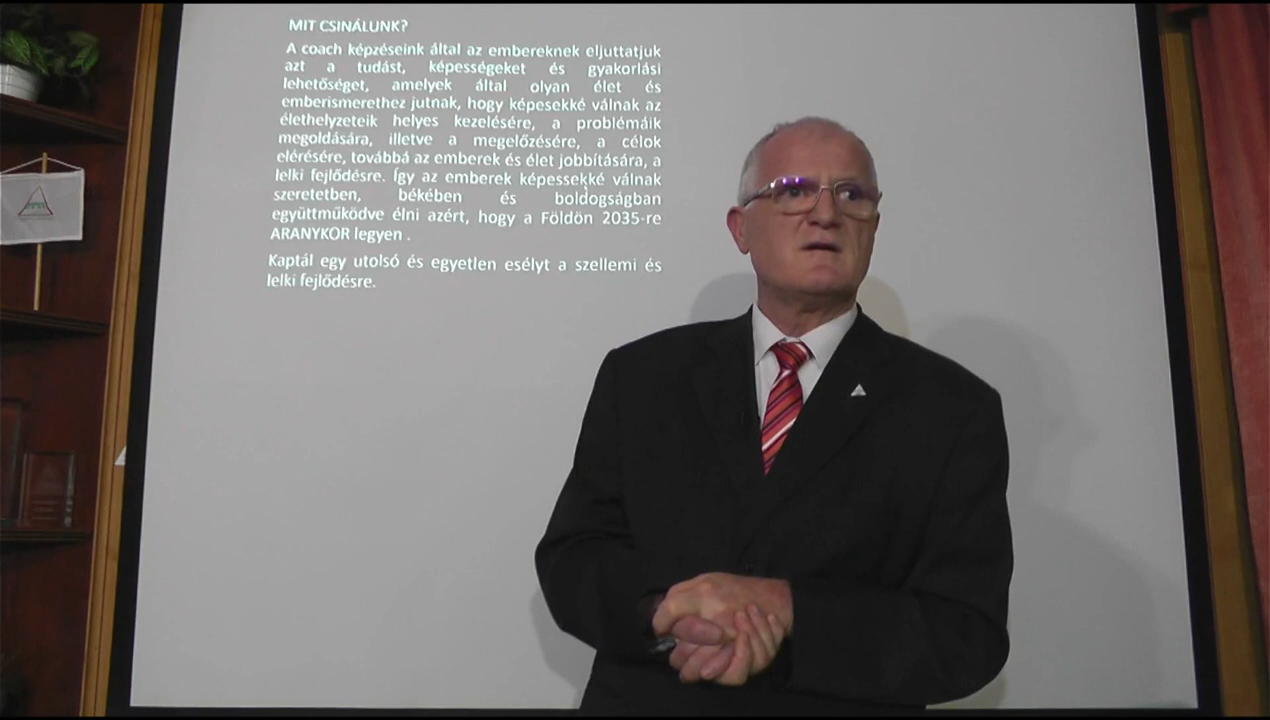 MIT CSINÁLUNK?
A coach képzéseink által az embereknek eljuttatjuk
azt a tudást, képességeket és gyakorlási
lehetőséget, amelyek által olyan élet és
emberismerethez jutnak, hogy képesekké válnak az
élethelyzeteik helyes kezelésére, a problémáik
megoldására, illetve a megelőzésére, a célok
elérésére, továbbá az emberek és élet jobbítására, a
lelki fejlődésre. Így az emberek képessekké válnak
szeretetben, békében és boldogságban
együttműködve élni azért, hogy a Földön 2035-re
ARANYKOR legyen .
Kaptál egy utolsó és egyetlen esélyt a szellemi és
lelki fejlődésre.